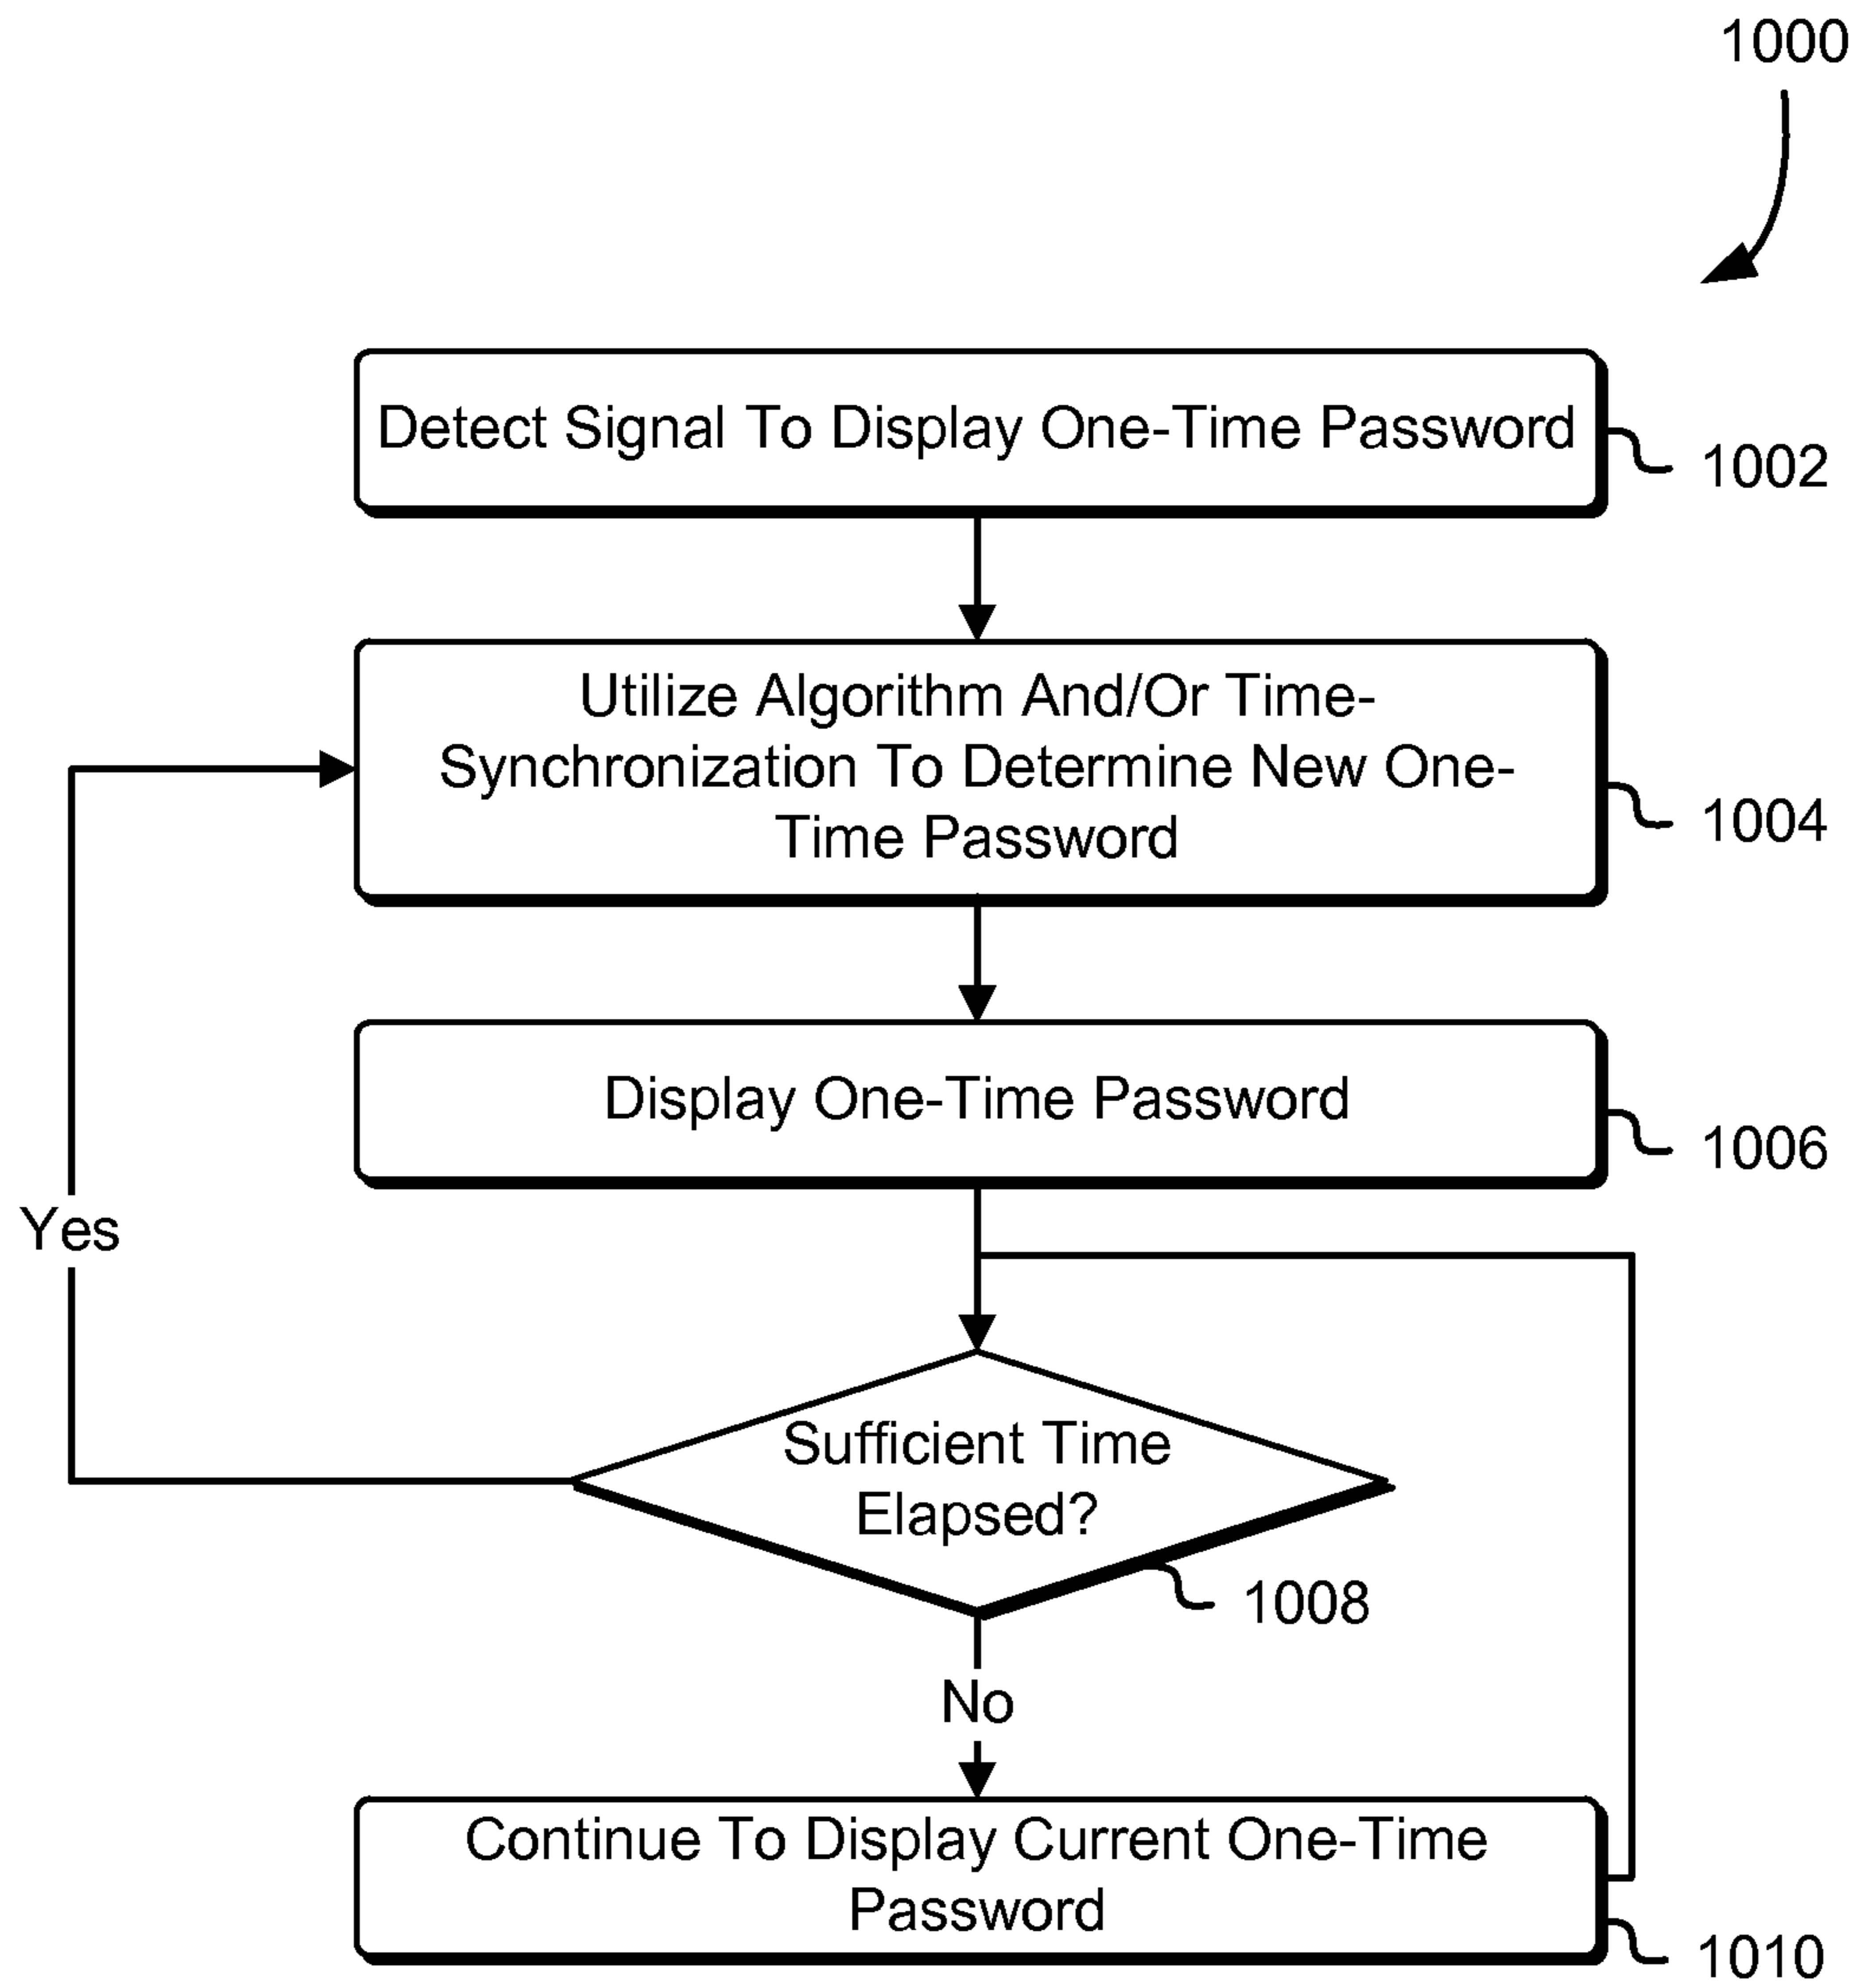 1000
Detect Signal To Display One-Time Password
1002
Utilize Algorithm And/Or Time-
Synchronization To Determine New One-
Time Password
1004
Display One-Time Password
1006
Yes
Sufficient Time
Elapsed?
1008
No
Continue To Display Current One-Time
Password
1010